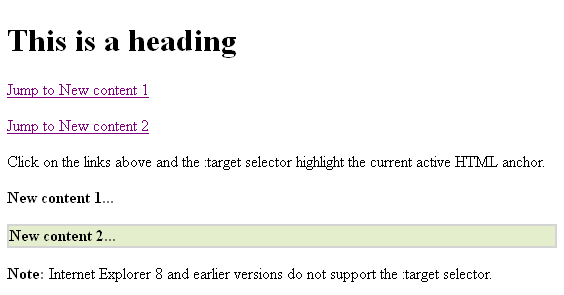 This is a heading
Jump to New content 1
Jump to New content 2
Click on the links above and the :target selector highlight the current active HTML anchor.
New content 1...
New content 2...
Note: Internet Explorer 8 and earlier versions do not support the :target selector.